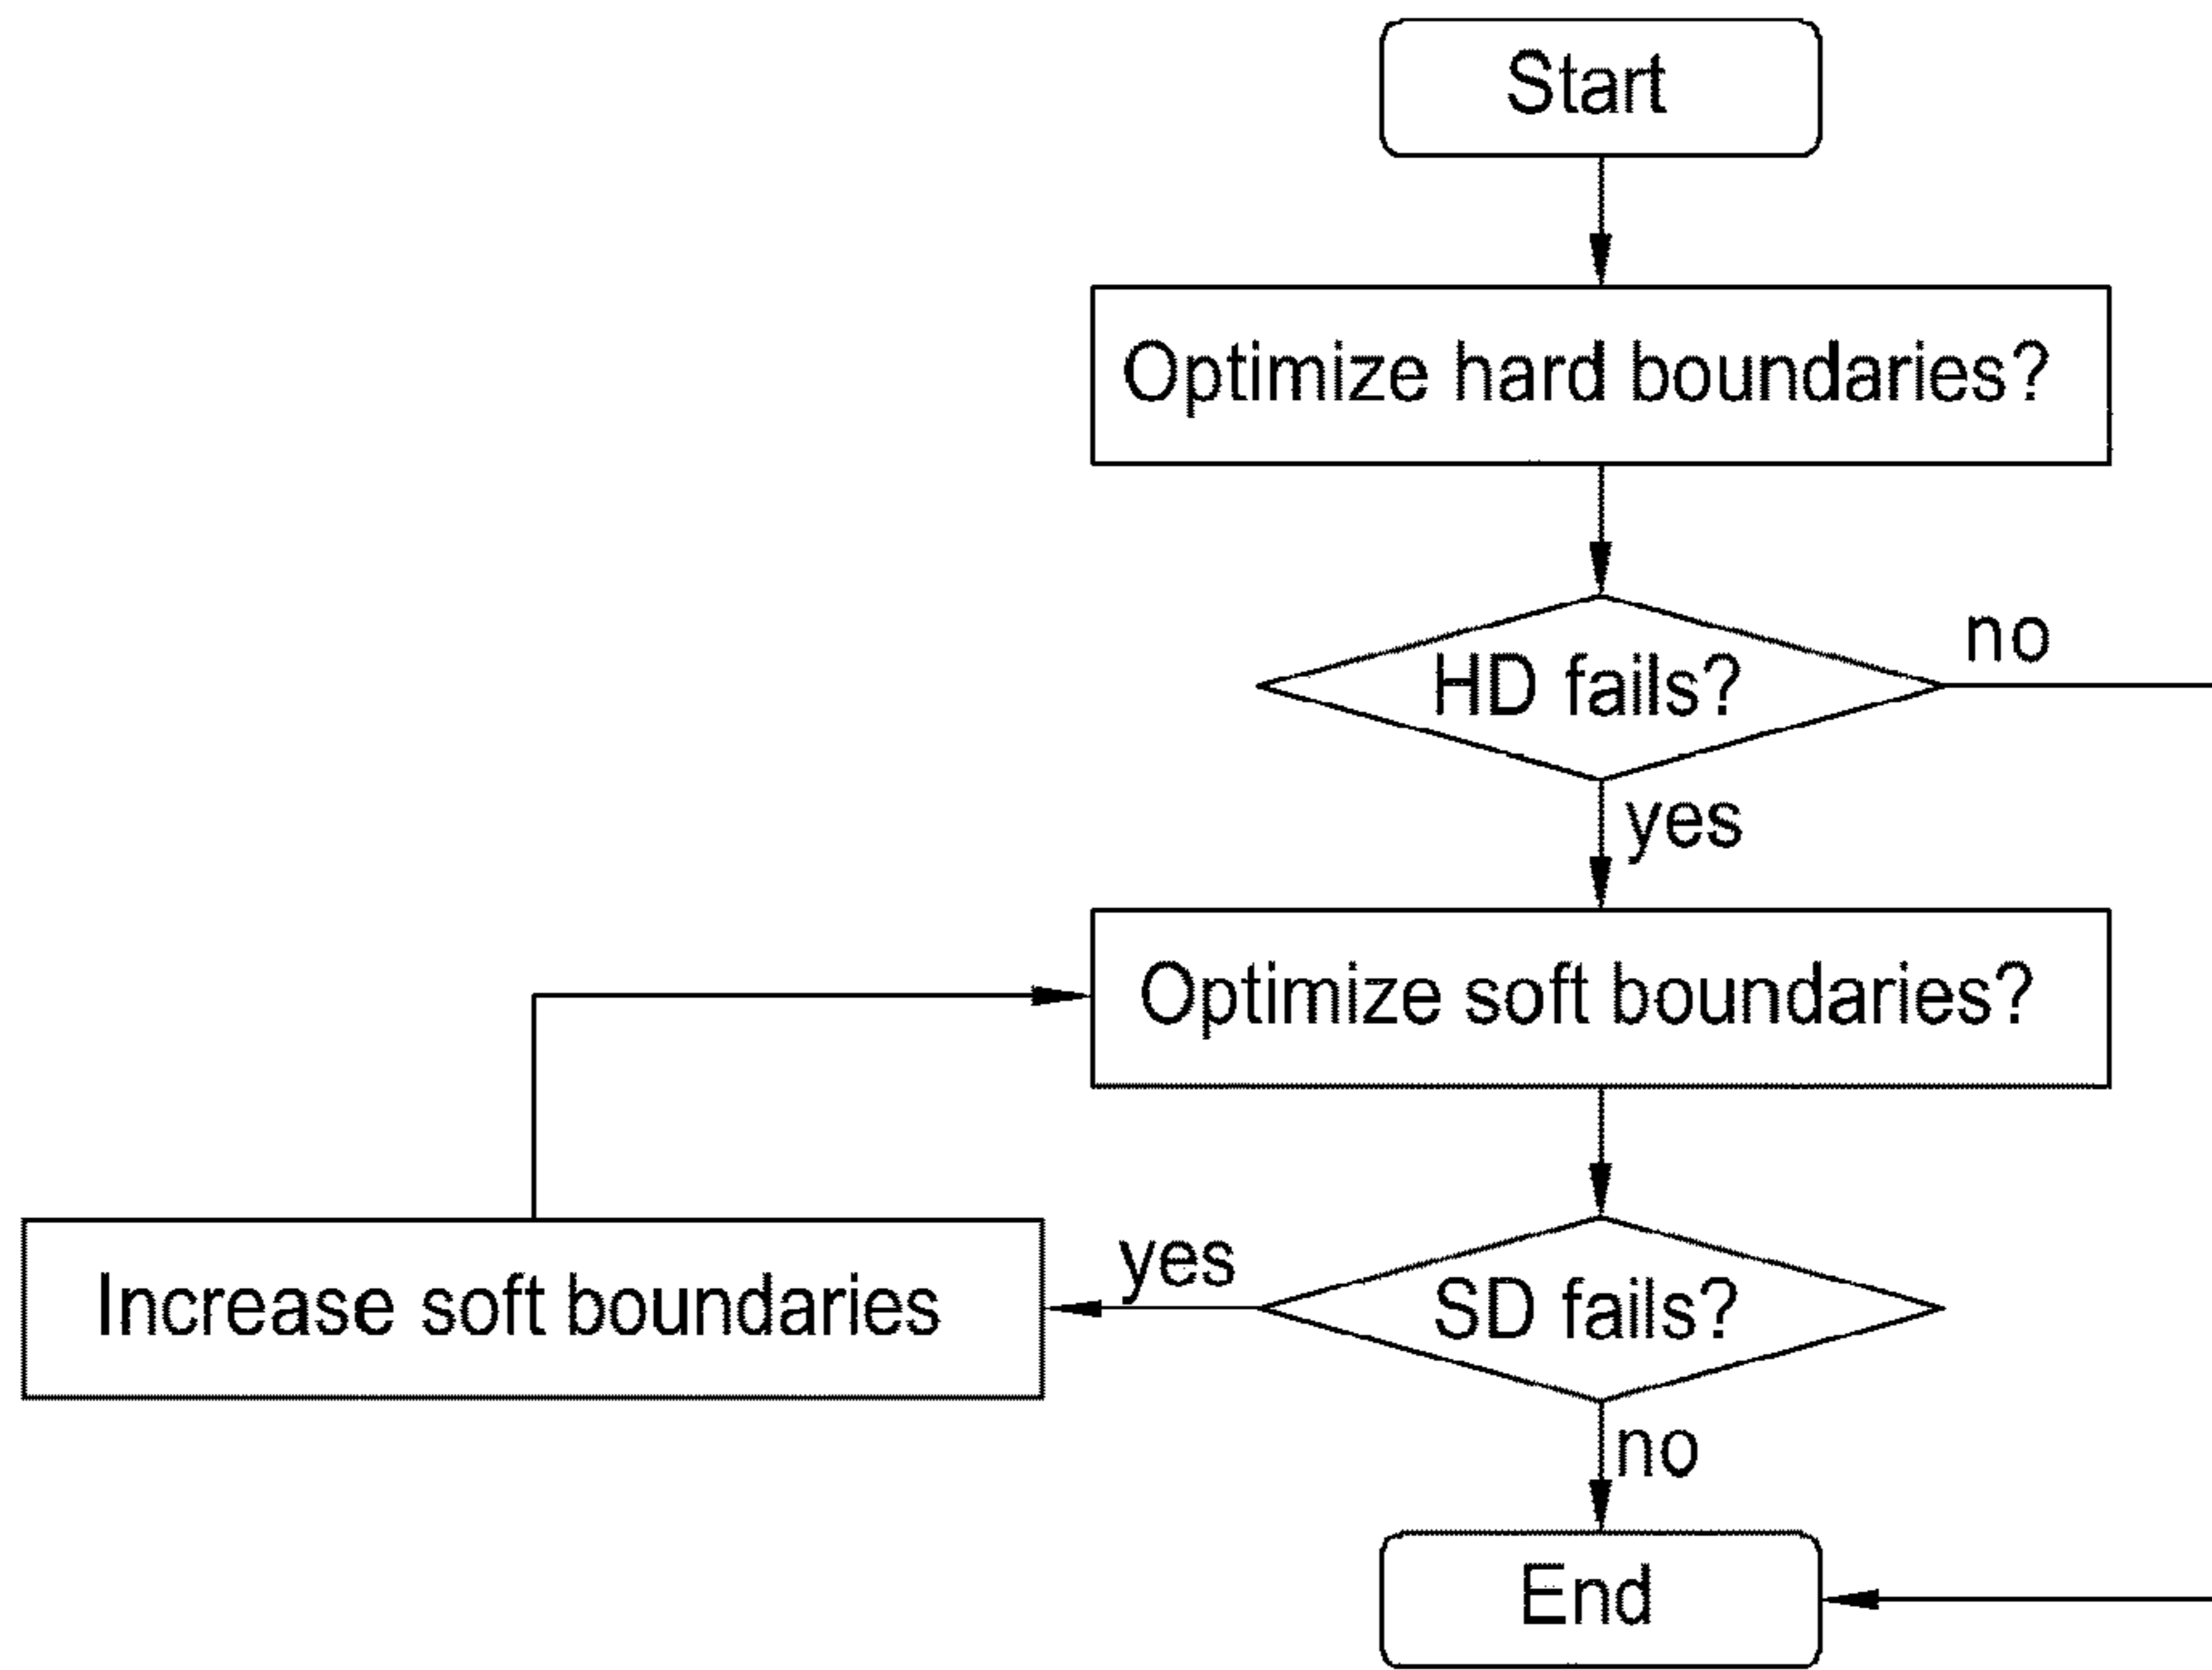 Start
Optimize hard boundaries?
HD fails?
no
yes
Optimize soft boundaries?
SD fails?
yes
Increase soft boundaries
no
End